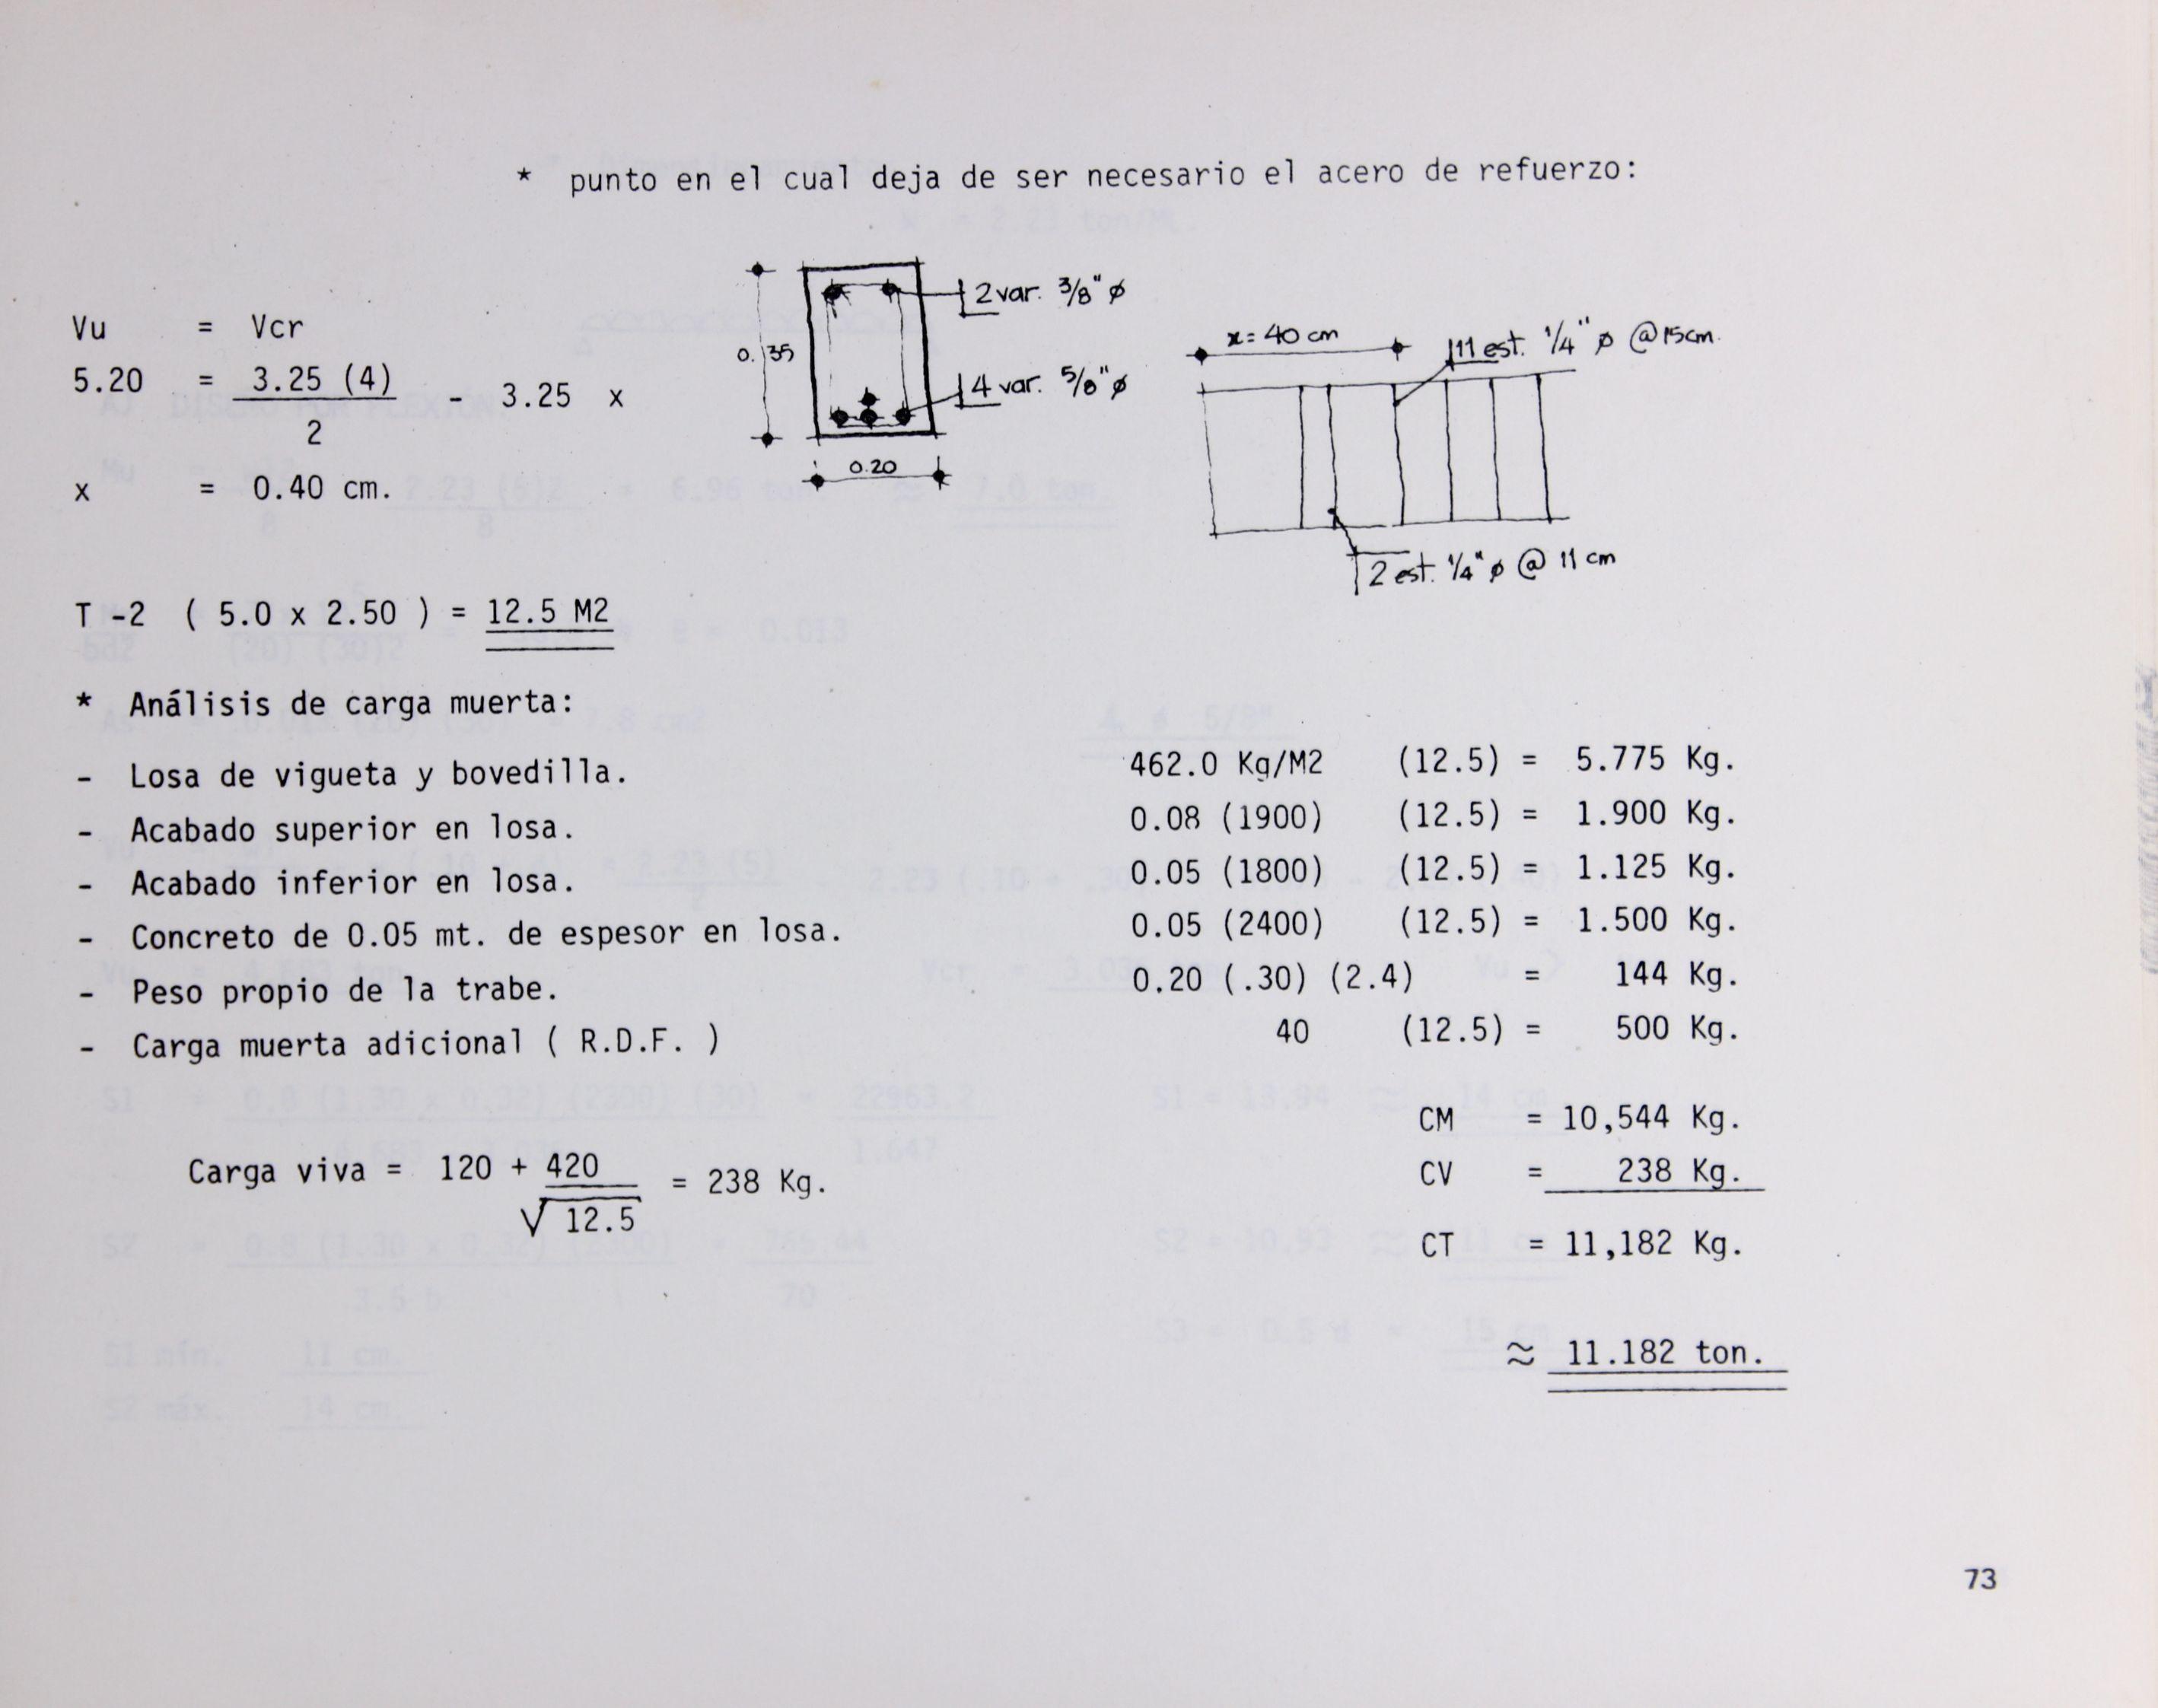 * punto en el cual deja de ser necesario el acero de refuerzo:
Vu = Vcr
5.20 = 3.25 (4) - 3.25 x
2
x = 0.40 cm.
2 var. 3/8" ø
0.35
4 var. 5/8" ø
0.20
x = 40 cm
11 est. 1/4" ø @ 15cm.
2 est. 1/4" ø @ 11 cm
T -2 ( 5.0 x 2.50 ) = 12.5 M2
* Análisis de carga muerta:
- Losa de vigueta y bovedilla. 462.0 Kg/M2 (12.5) = 5.775 Kg.
- Acabado superior en losa. 0.08 (1900) (12.5) = 1.900 Kg.
- Acabado inferior en losa. 0.05 (1800) (12.5) = 1.125 Kg.
- Concreto de 0.05 mt. de espesor en losa. 0.05 (2400) (12.5) = 1.500 Kg.
- Peso propio de la trabe. 0.20 (.30) (2.4) = 144 Kg.
- Carga muerta adicional ( R.D.F. ) 40 (12.5) = 500 Kg.
CM = 10,544 Kg.
Carga viva = 120 + 420 = 238 Kg.
√ 12.5
CV = 238 Kg.
CT = 11,182 Kg.
≈ 11.182 ton.
73